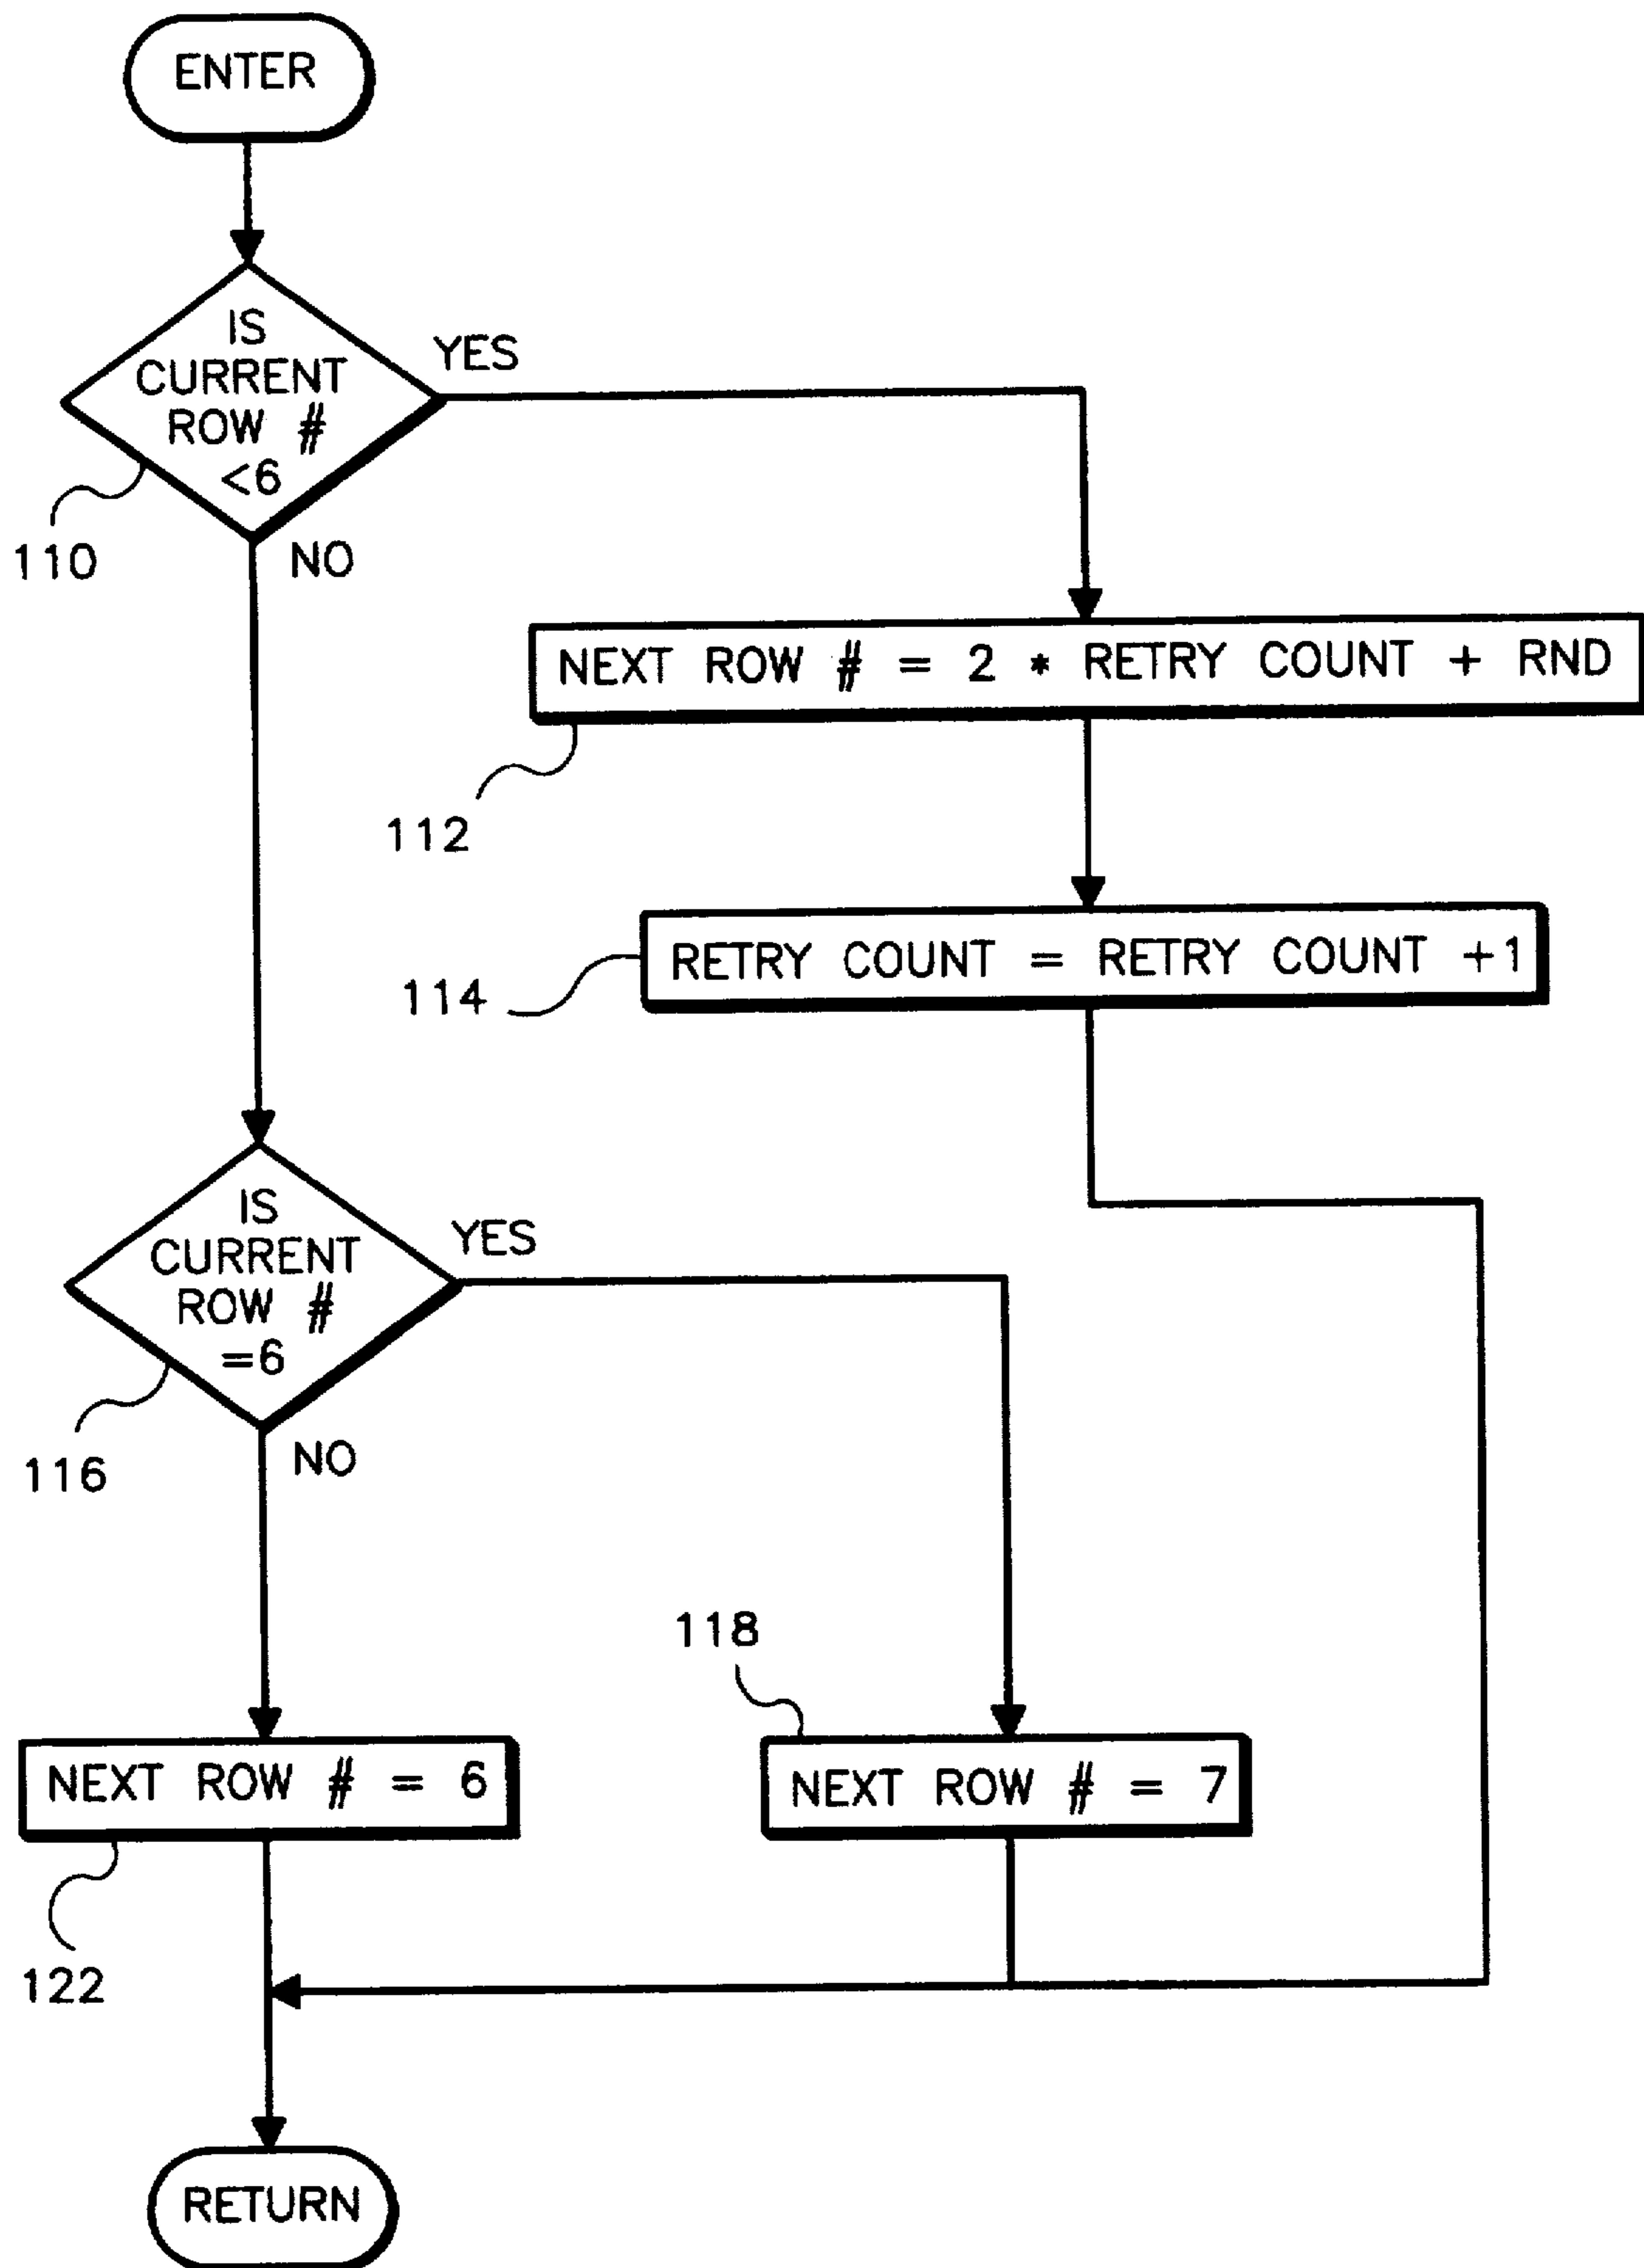 ENTER
IS
CURRENT
ROW #
<6
YES
NO
110
NEXT ROW # = 2 * RETRY COUNT + RND
112
RETRY COUNT = RETRY COUNT +1
114
IS
CURRENT
ROW #
=6
YES
NO
116
118
NEXT ROW # = 6
NEXT ROW # = 7
122
RETURN